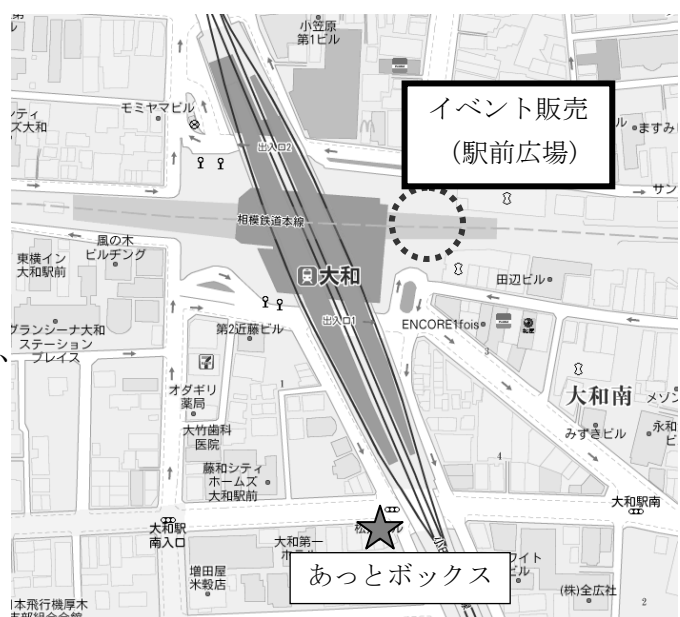 小笠原
第1ビル
イベント販売
(駅前広場)
モミヤマビル
ズ大和
出入口2
ますみ
サン
相模鉄道本線
風の木
ビルヂング
東横イン
大和駅前
大和
田辺ビル
グランシーナ大和
ステーション
プレイス
第2近藤ビル
出入口1
ENCORE1fois
3
、
1
オダギリ
薬局
大和南
メゾン
大竹歯科
医院
みずきビル
永和
ビ
4
藤和シティ
ホームズ
大和駅前
大和駅南
大和駅
南入口
大和第一
ホテル
あっとボックス
増田屋
米穀店
(株)全広社
2
日本飛行機厚木